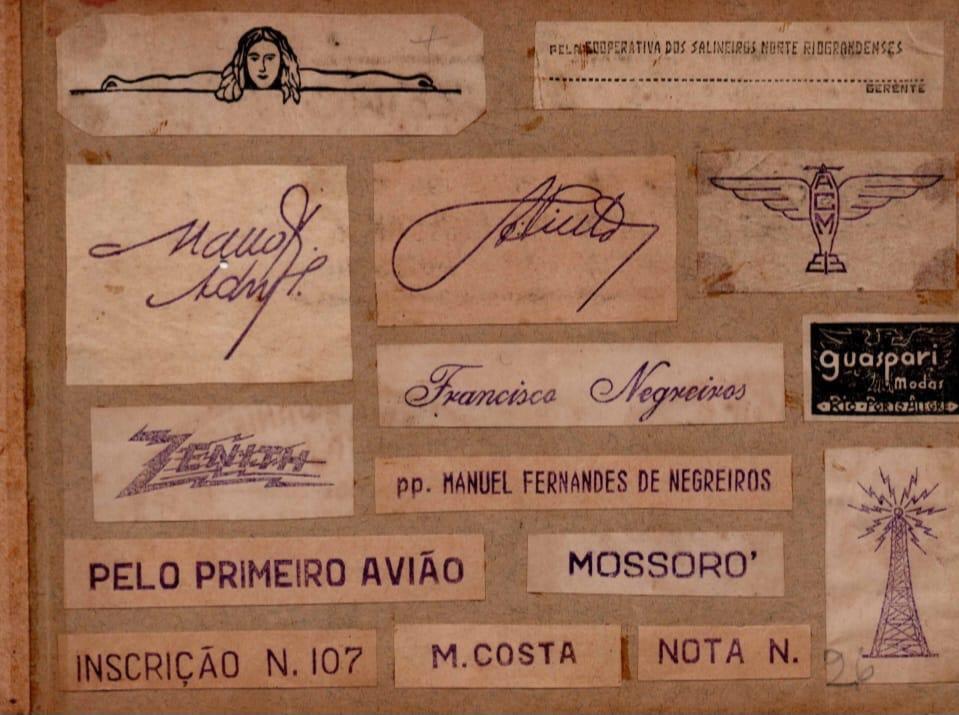 PELA COOPERATIVA DOS SALINEIROS NORTE RIOGRANDENSES
GERENTE
ACM
guaspari
Modas
RIO - PORTO ALEGRE
Francisco Negreiros
ZENITH
pp. MANUEL FERNANDES DE NEGREIROS
PELO PRIMEIRO AVIÃO
MOSSORO'
INSCRIÇÃO N. 107
M. COSTA
NOTA N.
26